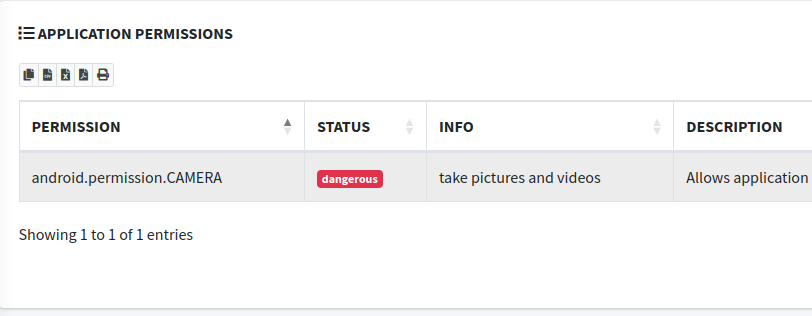 APPLICATION PERMISSIONS
PERMISSION STATUS INFO DESCRIPTION
android.permission.CAMERA dangerous take pictures and videos Allows application
Showing 1 to 1 of 1 entries